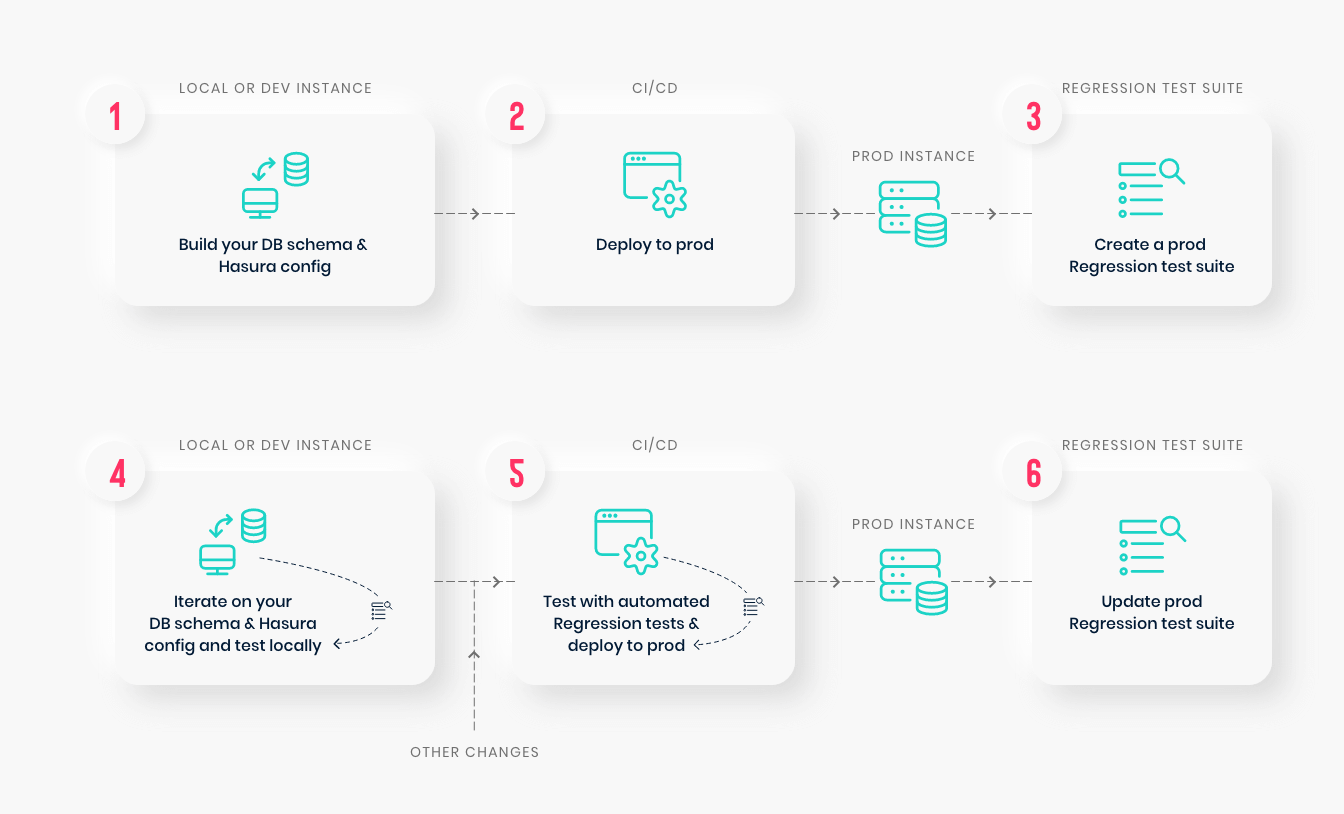 LOCAL OR DEV INSTANCE
CI/CD
REGRESSION TEST SUITE
1
2
3
PROD INSTANCE
Build your DB schema &
Hasura config
Deploy to prod
Create a prod
Regression test suite
LOCAL OR DEV INSTANCE
CI/CD
REGRESSION TEST SUITE
4
5
6
PROD INSTANCE
Iterate on your
DB schema & Hasura
config and test locally
Test with automated
Regression tests &
deploy to prod
Update prod
Regression test suite
OTHER CHANGES